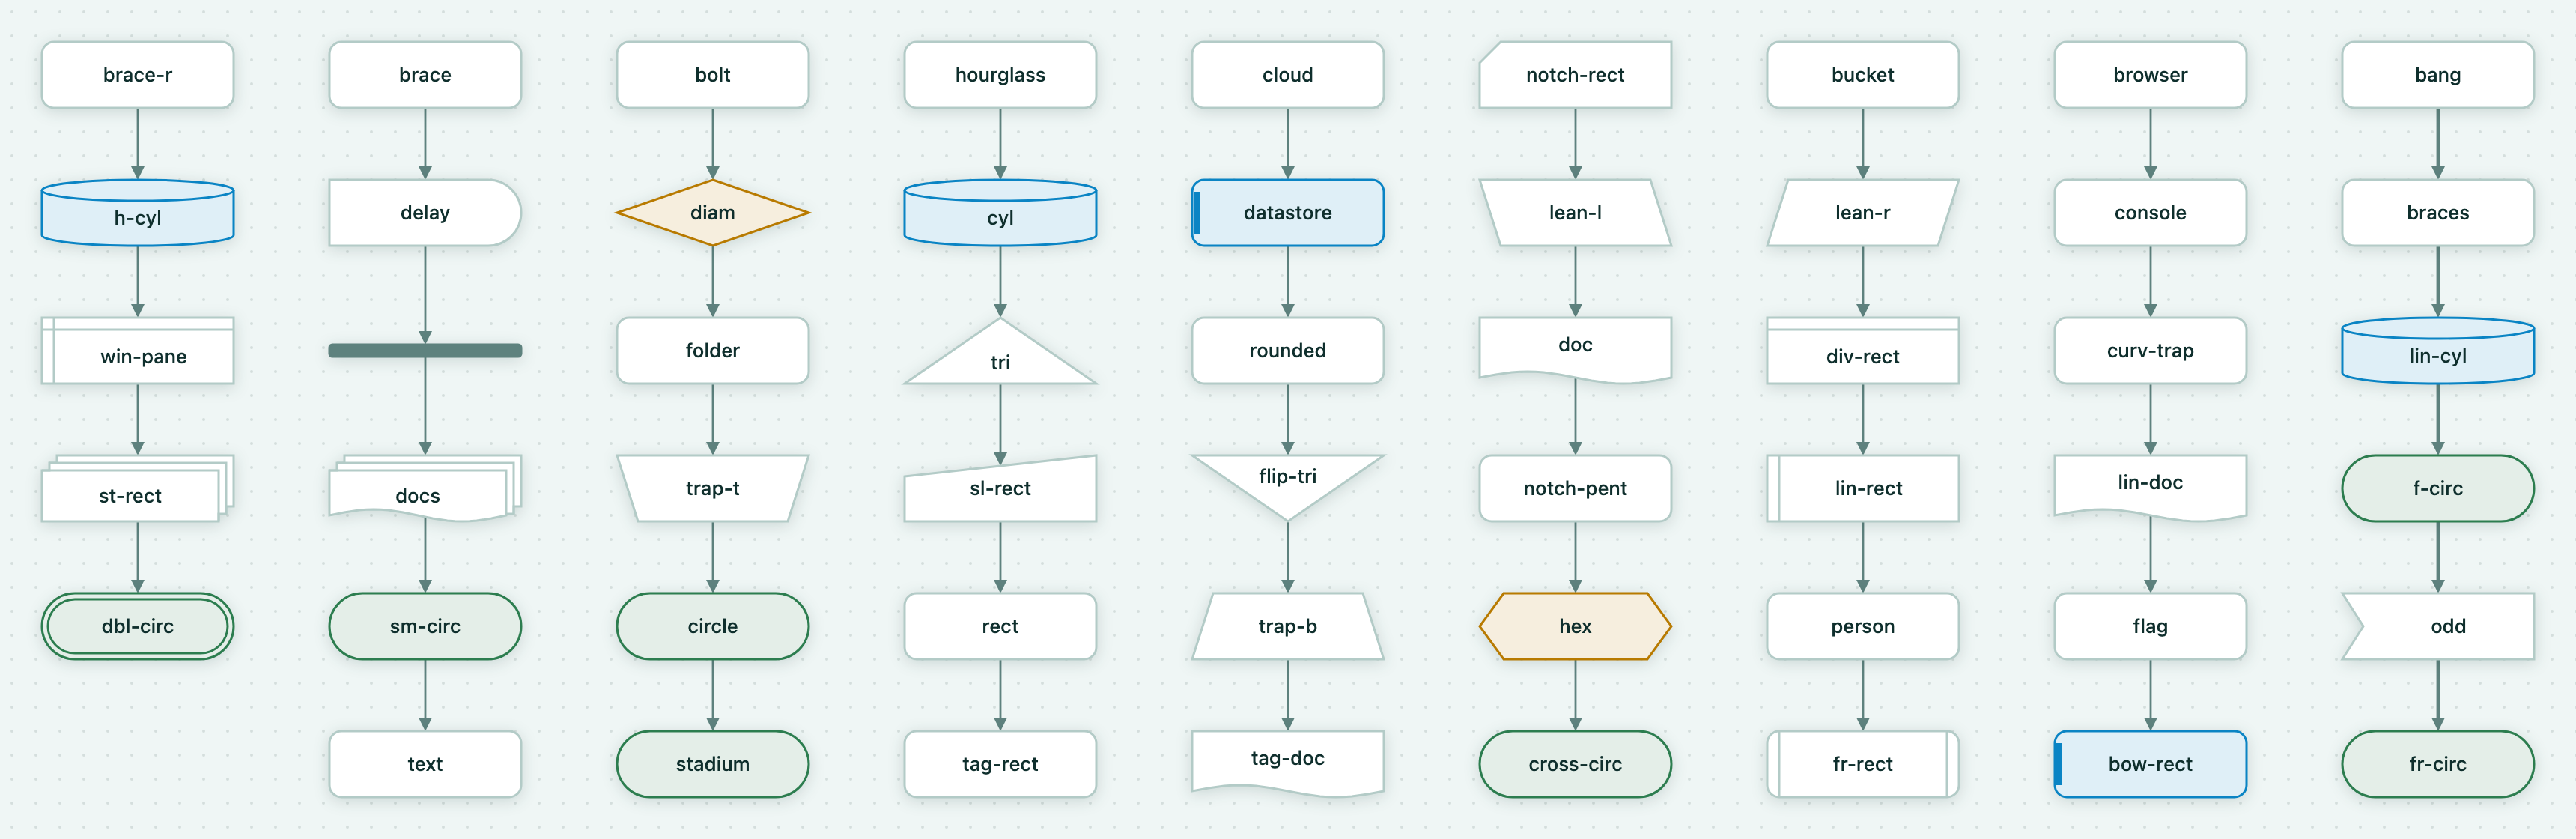 brace-r
brace
bolt
hourglass
cloud
notch-rect
bucket
browser
bang
h-cyl
delay
diam
cyl
datastore
lean-l
lean-r
console
braces
win-pane
folder
tri
rounded
doc
div-rect
curv-trap
lin-cyl
st-rect
docs
trap-t
sl-rect
flip-tri
notch-pent
lin-rect
lin-doc
f-circ
dbl-circ
sm-circ
circle
rect
trap-b
hex
person
flag
odd
text
stadium
tag-rect
tag-doc
cross-circ
fr-rect
bow-rect
fr-circ